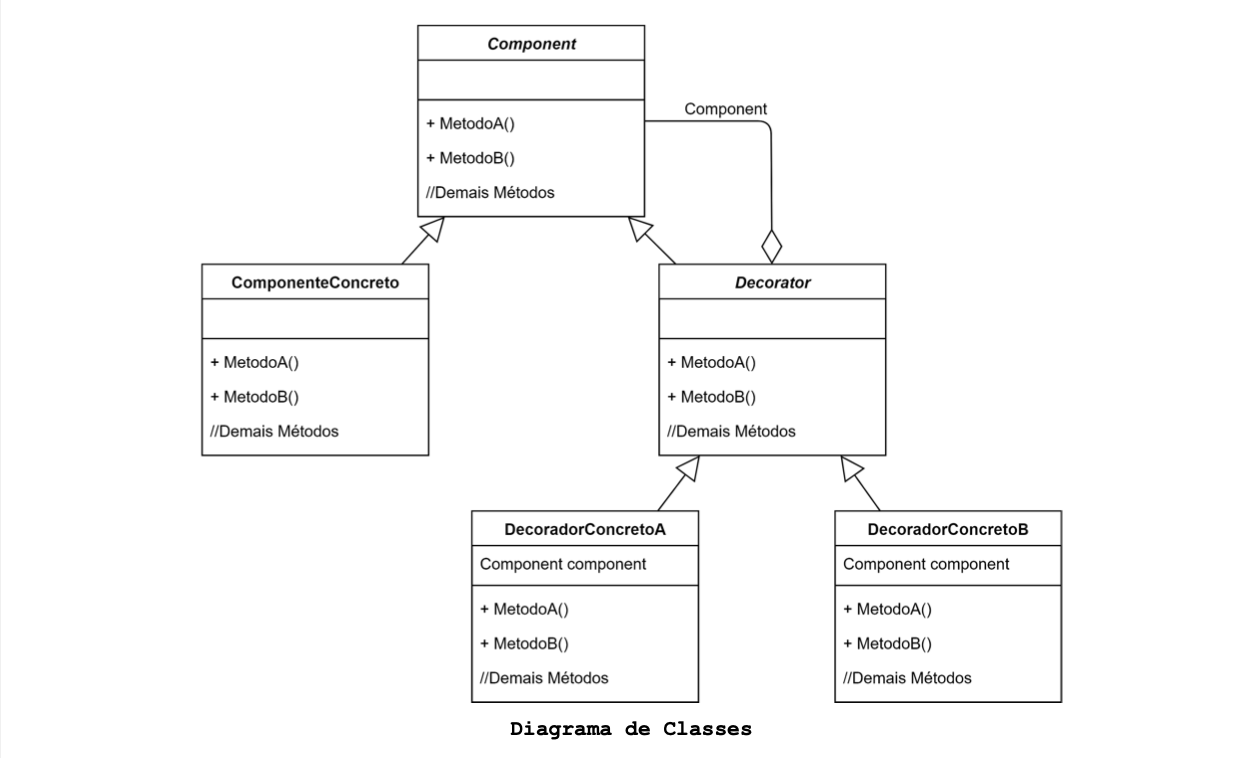 Component
+ MetodoA()
+ MetodoB()
//Demais Métodos
Component
ComponenteConcreto
+ MetodoA()
+ MetodoB()
//Demais Métodos
Decorator
+ MetodoA()
+ MetodoB()
//Demais Métodos
DecoradorConcretoA
Component component
+ MetodoA()
+ MetodoB()
//Demais Métodos
DecoradorConcretoB
Component component
+ MetodoA()
+ MetodoB()
//Demais Métodos
Diagrama de Classes